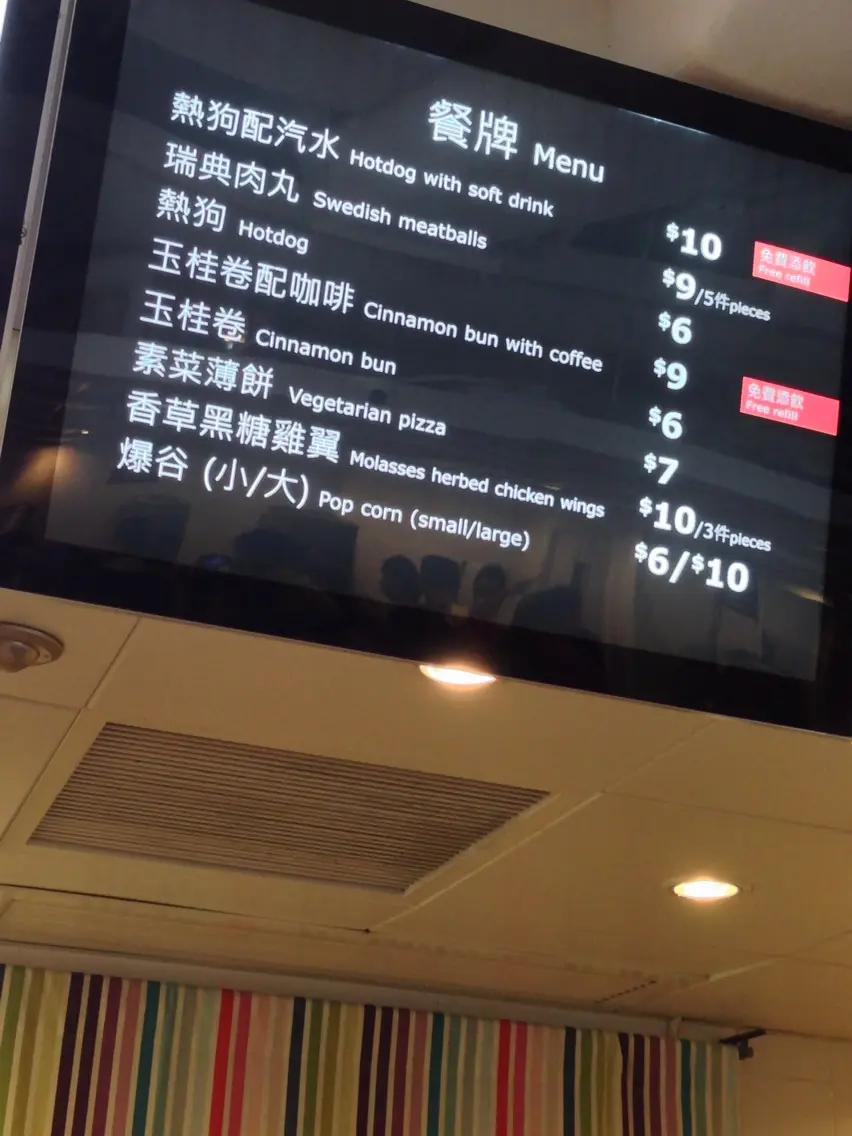 餐牌 Menu
熱狗配汽水 Hotdog with soft drink $10 免費添飲 Free refill
瑞典肉丸 Swedish meatballs $9/5件pieces
熱狗 Hotdog $6
玉桂卷配咖啡 Cinnamon bun with coffee $9 免費添飲 Free refill
玉桂卷 Cinnamon bun $6
素菜薄餅 Vegetarian pizza $7
香草黑糖雞翼 Molasses herbed chicken wings $10/3件pieces
爆谷 (小/大) Pop corn (small/large) $6/$10